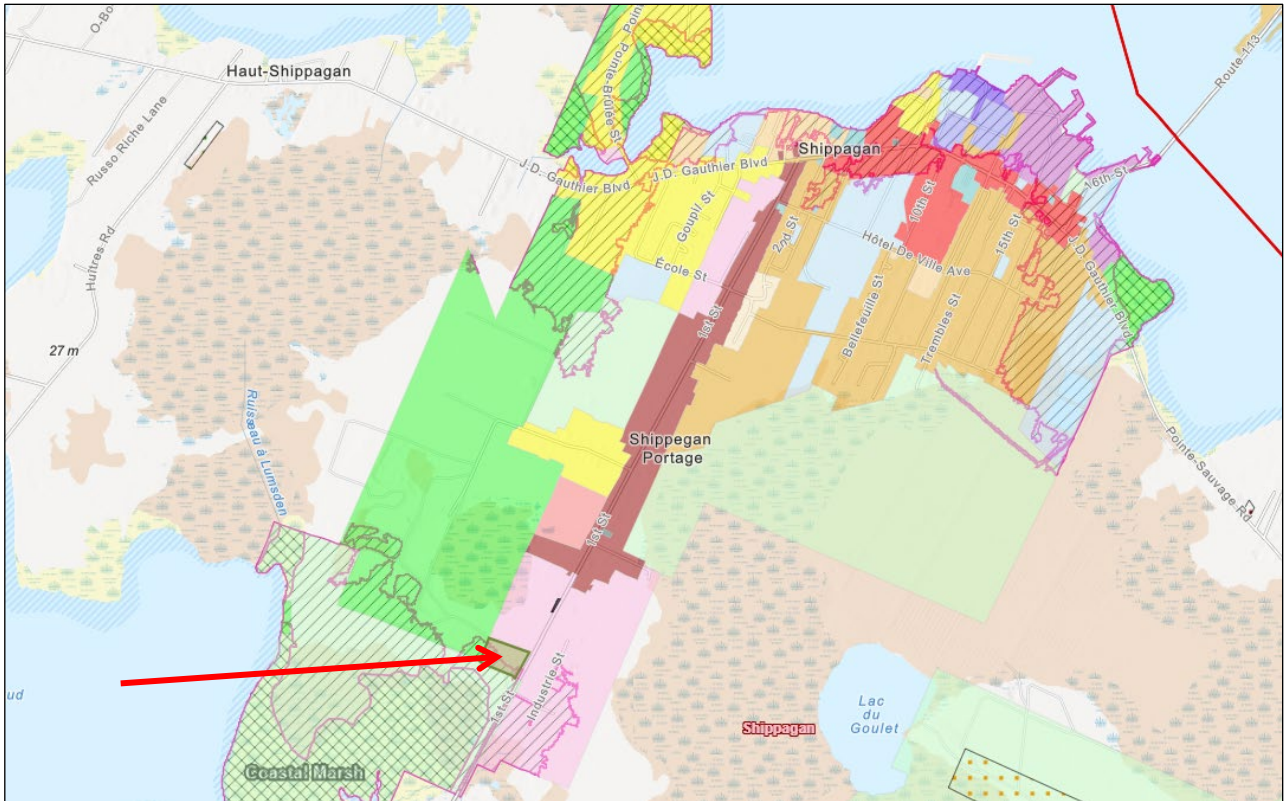 O-Bo
Pointe-Brûlée St
Poin
Haut-Shippagan
Route-113
Russo Riche Lane
J.D. Gauthier Blvd
J.D. Gauthier Blvd
Shippagan
16th St
Goupil St
2nd St
10th St
15th St
Huîtres Rd
École St
Hôtel De Ville Ave
J.D. Gauthier Blvd
1st St
Bellefeuille St
Trembles St
27 m
Ruisseau à Lumsden
Shippegan
Portage
Pointe-Sauvage Rd
1st St
Industrie St
1st St
ud
Lac
du
Goulet
Shippagan
Coastal Marsh